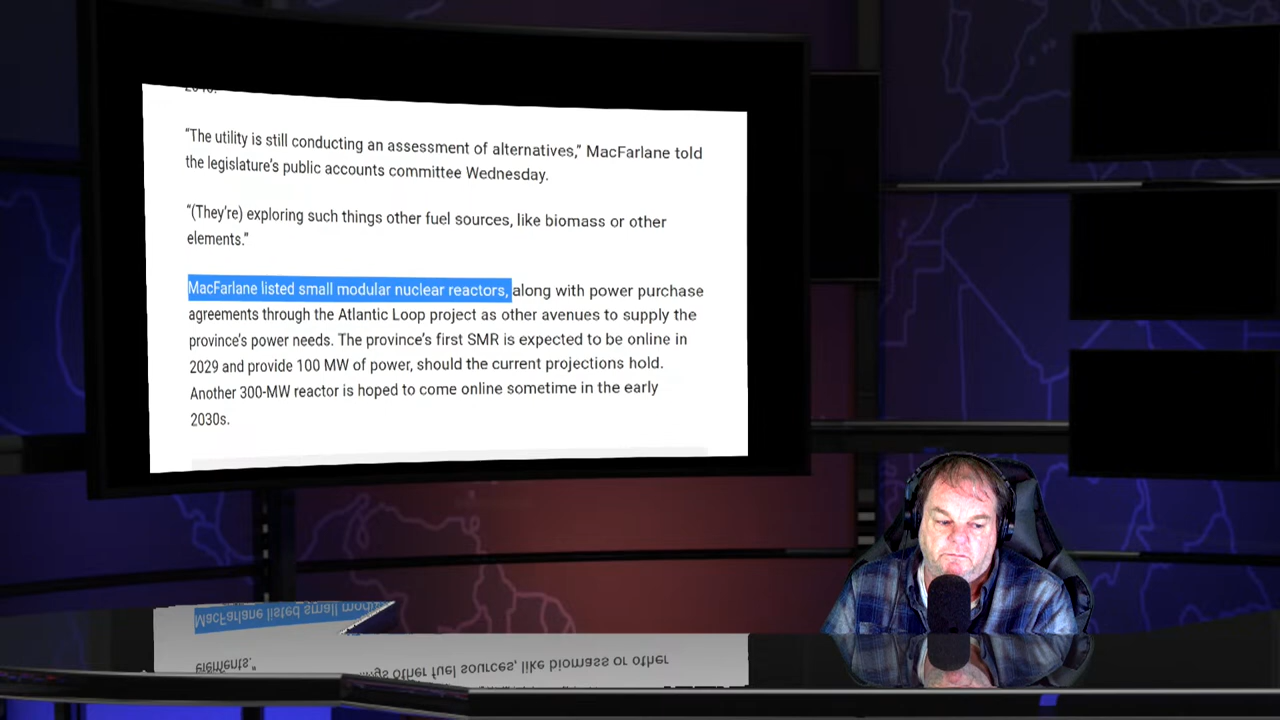 2040.
“The utility is still conducting an assessment of alternatives,” MacFarlane told
the legislature’s public accounts committee Wednesday.
“(They’re) exploring such things other fuel sources, like biomass or other
elements.”
MacFarlane listed small modular nuclear reactors, along with power purchase
agreements through the Atlantic Loop project as other avenues to supply the
province’s power needs. The province’s first SMR is expected to be online in
2029 and provide 100 MW of power, should the current projections hold.
Another 300-MW reactor is hoped to come online sometime in the early
2030s.